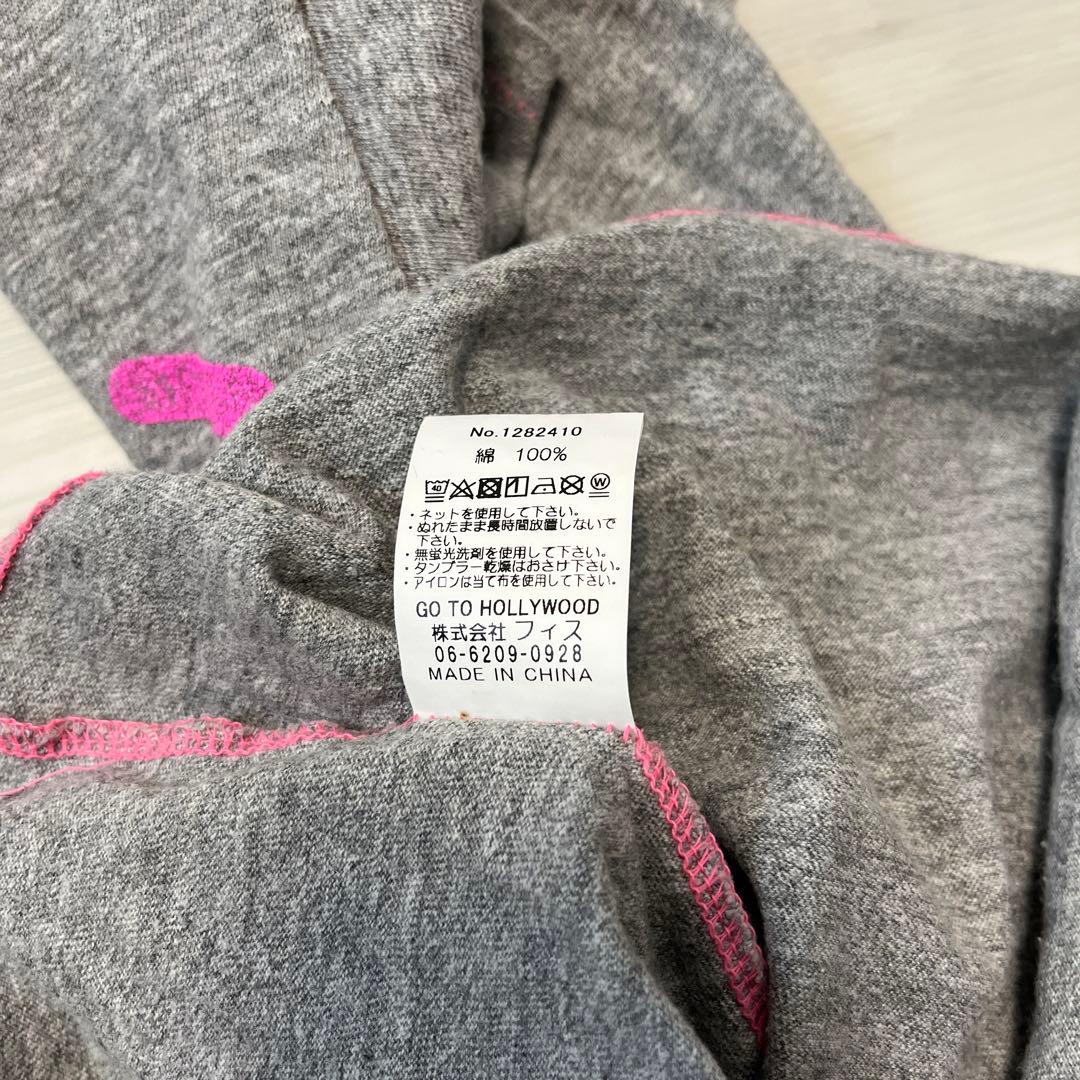 No.1282410
綿 100%
40 W
・ネットを使用して下さい。
・ぬれたまま長時間放置しないで
下さい。
・無蛍光洗剤を使用して下さい。
・タンブラー乾燥はおさけ下さい。
・アイロンは当て布を使用して下さい。
GO TO HOLLYWOOD
株式会社 フィス
06-6209-0928
MADE IN CHINA